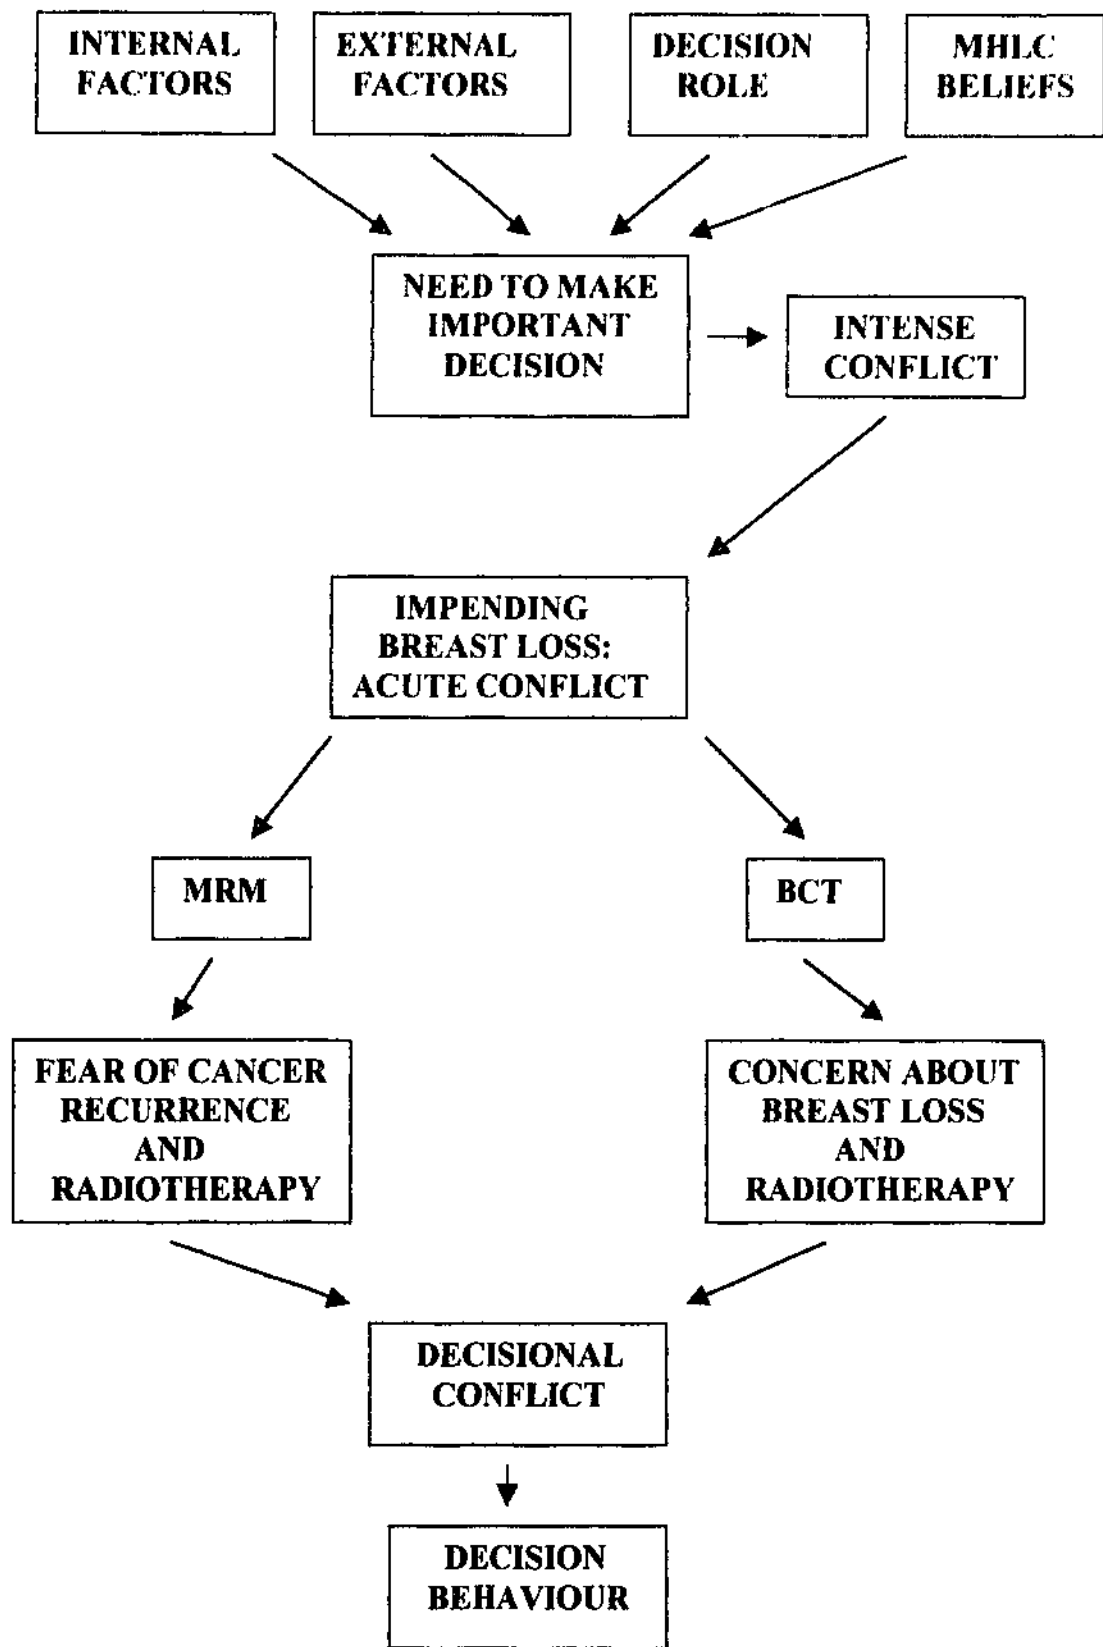 INTERNAL
FACTORS
EXTERNAL
FACTORS
DECISION
ROLE
MHLC
BELIEFS
NEED TO MAKE
IMPORTANT
DECISION
INTENSE
CONFLICT
IMPENDING
BREAST LOSS:
ACUTE CONFLICT
MRM
BCT
FEAR OF CANCER
RECURRENCE
AND
RADIOTHERAPY
CONCERN ABOUT
BREAST LOSS
AND
RADIOTHERAPY
DECISIONAL
CONFLICT
DECISION
BEHAVIOUR